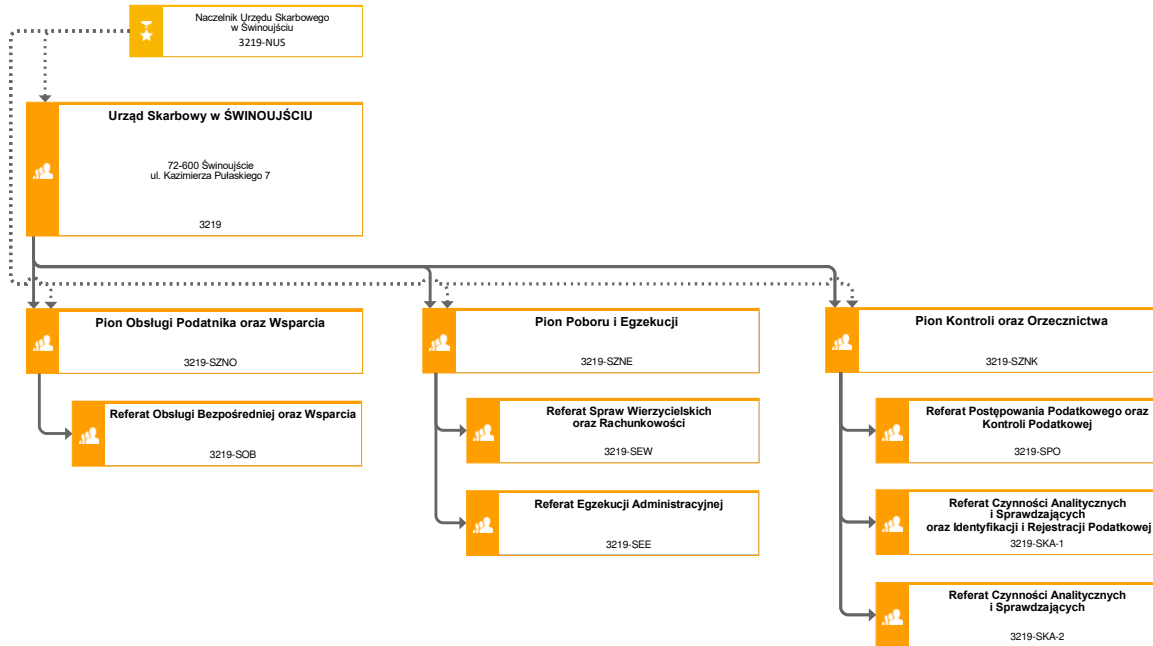 Naczelnik Urzędu Skarbowego
w Świnoujściu
3219-NUS
Urząd Skarbowy w ŚWINOUJŚCIU
72-600 Świnoujście
ul. Kazimierza Pułaskiego 7
3219
Pion Obsługi Podatnika oraz Wsparcia
3219-SZNO
Referat Obsługi Bezpośredniej oraz Wsparcia
3219-SOB
Pion Poboru i Egzekucji
3219-SZNE
Referat Spraw Wierzycielskich
oraz Rachunkowości
3219-SEW
Referat Egzekucji Administracyjnej
3219-SEE
Pion Kontroli oraz Orzecznictwa
3219-SZNK
Referat Postępowania Podatkowego oraz
Kontroli Podatkowej
3219-SPO
Referat Czynności Analitycznych
i Sprawdzających
oraz Identyfikacji i Rejestracji Podatkowej
3219-SKA-1
Referat Czynności Analitycznych
i Sprawdzających
3219-SKA-2